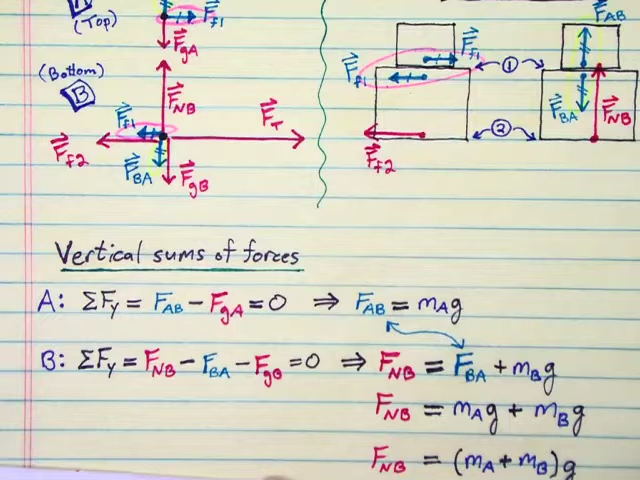 A
(Top)
F_f1
F_gA
(Bottom)
B
F_NB
F_f1
F_T
F_f2
F_BA
F_gB
F_AB
F_f1
F_f1
①
F_BA
F_NB
②
F_f2
Vertical sums of forces
A: ΣF_y = F_AB - F_gA = 0 ⇒ F_AB = m_A g
B: ΣF_y = F_NB - F_BA - F_gB = 0 ⇒ F_NB = F_BA + m_B g
F_NB = m_A g + m_B g
F_NB = (m_A + m_B) g